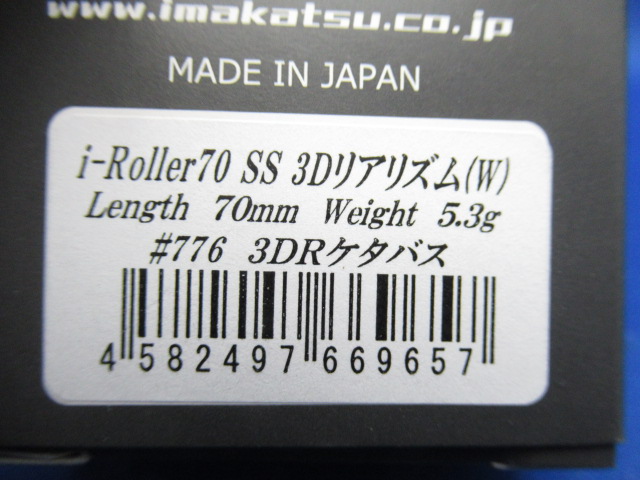 www.imakatsu.co.jp
MADE IN JAPAN
i-Roller70 SS 3Dリアリズム(W)
Length 70mm Weight 5.3g
#776 3DRケタバス
4 582497 669657